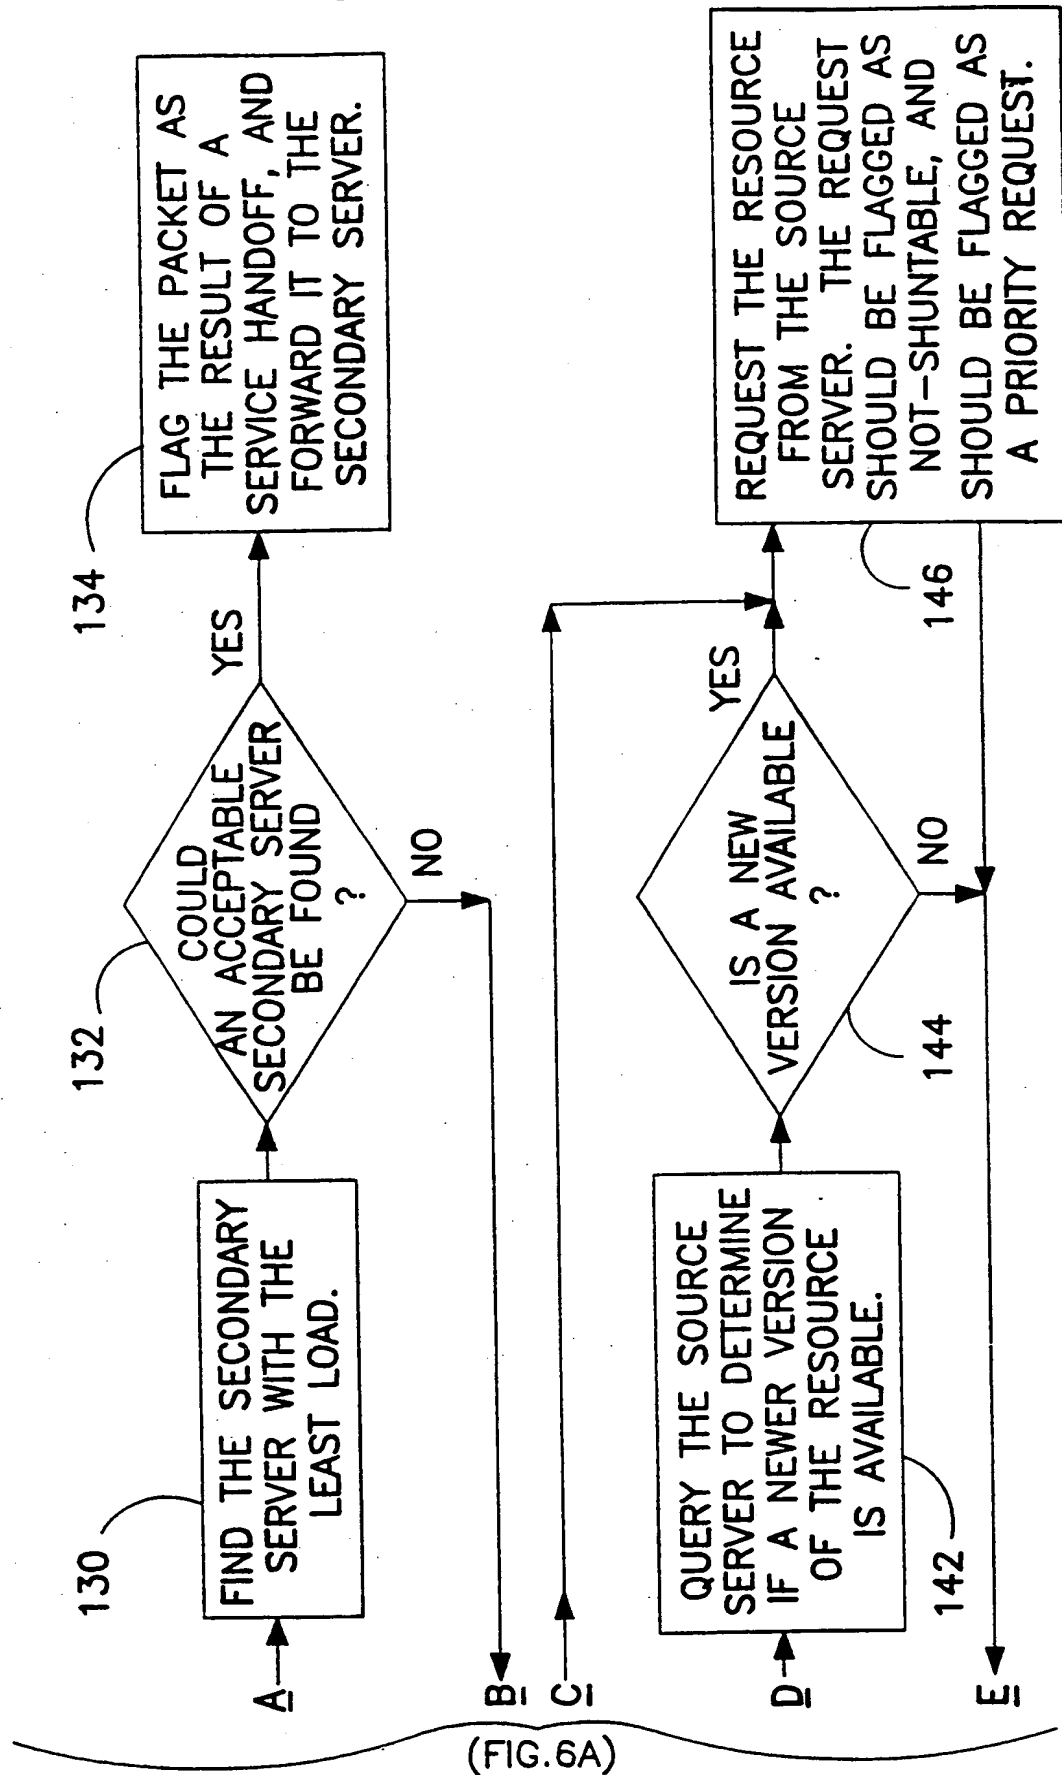 A
130
FIND THE SECONDARY
SERVER WITH THE
LEAST LOAD.
132
COULD
AN ACCEPTABLE
SECONDARY SERVER
BE FOUND
?
YES
NO
134
FLAG THE PACKET AS
THE RESULT OF A
SERVICE HANDOFF, AND
FORWARD IT TO THE
SECONDARY SERVER.
B
C
D
QUERY THE SOURCE
SERVER TO DETERMINE
IF A NEWER VERSION
OF THE RESOURCE
IS AVAILABLE.
142
IS A NEW
VERSION AVAILABLE
?
YES
NO
144
REQUEST THE RESOURCE
FROM THE SOURCE
SERVER. THE REQUEST
SHOULD BE FLAGGED AS
NOT-SHUNTABLE, AND
SHOULD BE FLAGGED AS
A PRIORITY REQUEST.
146
E
(FIG.6A)